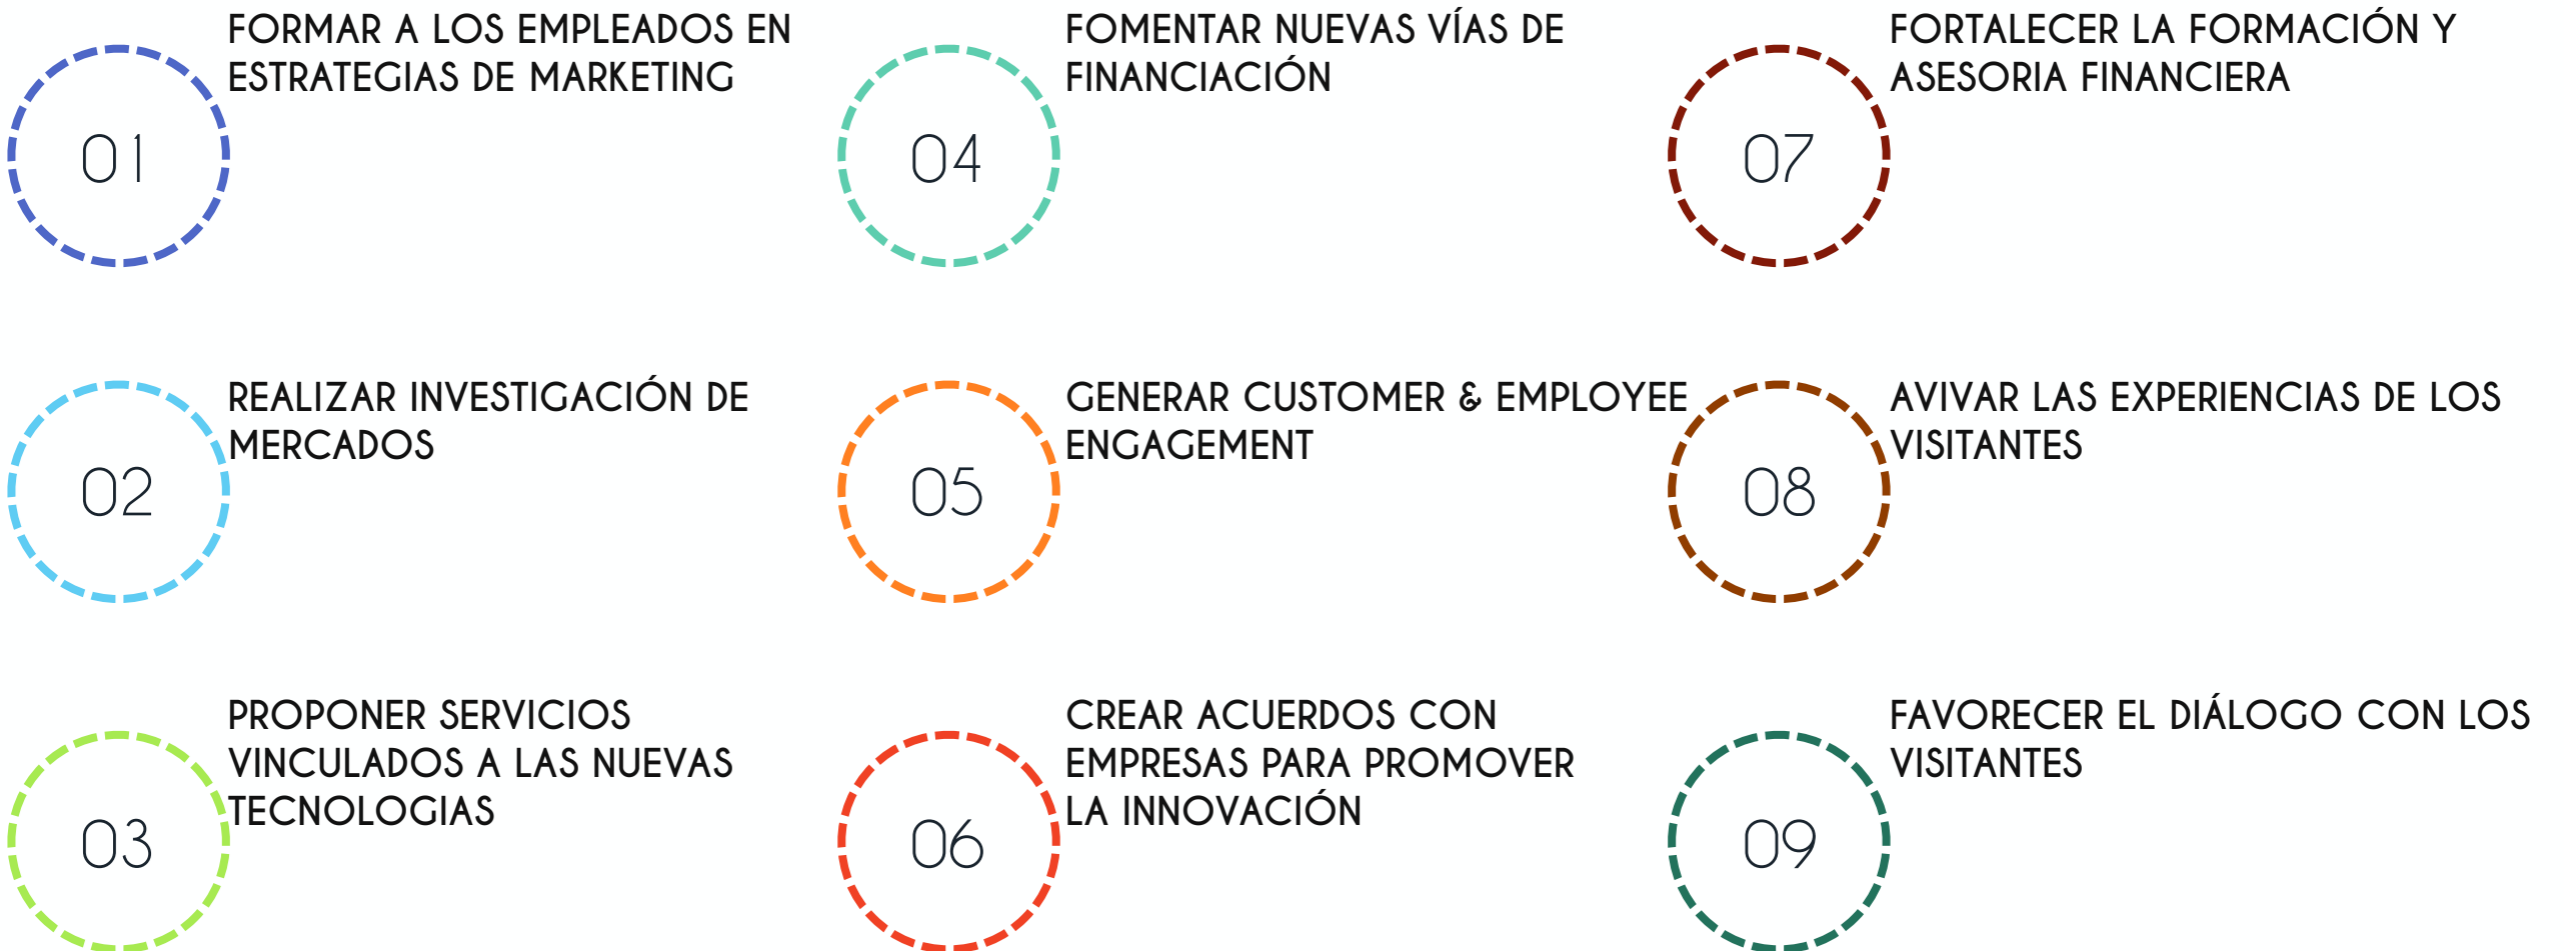 01
FORMAR A LOS EMPLEADOS EN
ESTRATEGIAS DE MARKETING
02
REALIZAR INVESTIGACIÓN DE
MERCADOS
03
PROPONER SERVICIOS
VINCULADOS A LAS NUEVAS
TECNOLOGIAS
04
FOMENTAR NUEVAS VÍAS DE
FINANCIACIÓN
05
GENERAR CUSTOMER & EMPLOYEE
ENGAGEMENT
06
CREAR ACUERDOS CON
EMPRESAS PARA PROMOVER
LA INNOVACIÓN
07
FORTALECER LA FORMACIÓN Y
ASESORIA FINANCIERA
08
AVIVAR LAS EXPERIENCIAS DE LOS
VISITANTES
09
FAVORECER EL DIÁLOGO CON LOS
VISITANTES